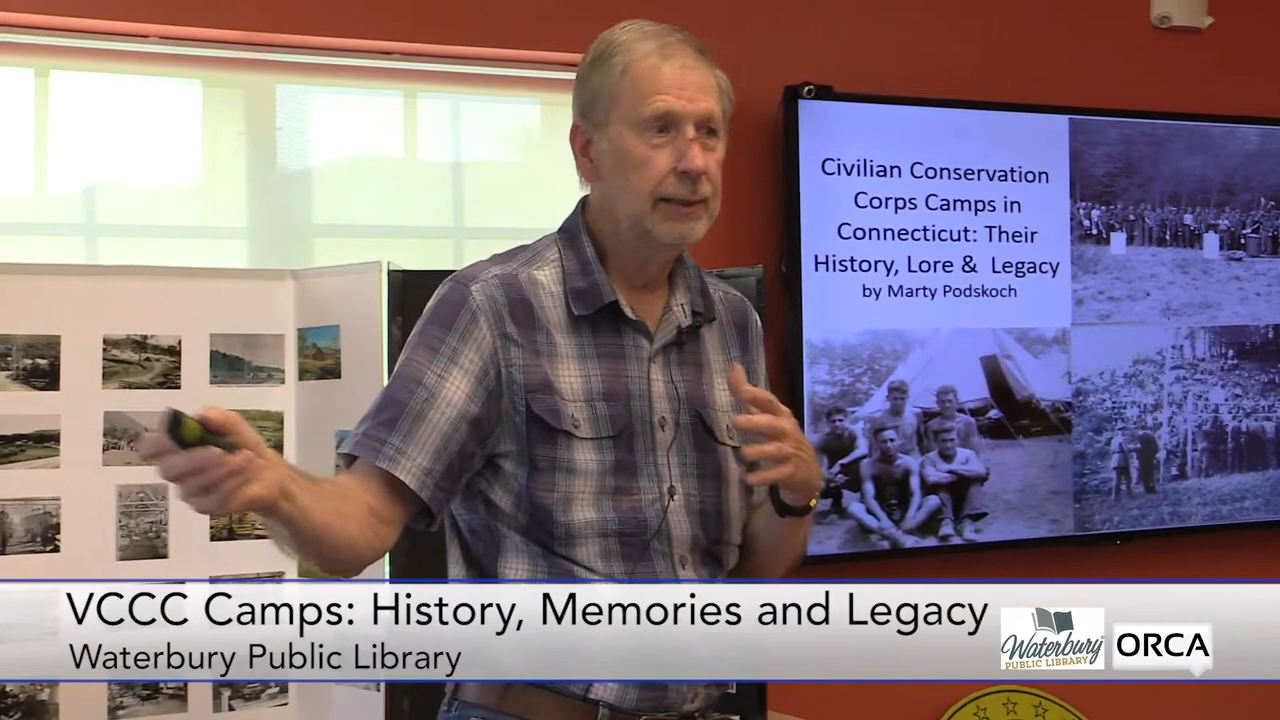 Civilian Conservation
Corps Camps in
Connecticut: Their
History, Lore & Legacy
by Marty Podskoch
VCCC Camps: History, Memories and Legacy
Waterbury Public Library
Waterbury
PUBLIC LIBRARY
ORCA